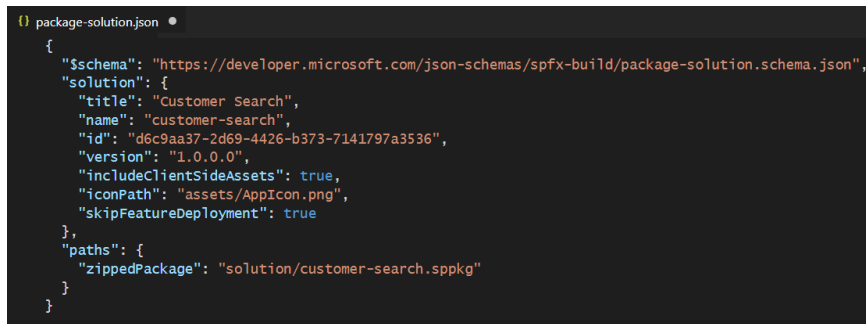 {} package-solution.json ●
{
"$schema": "https://developer.microsoft.com/json-schemas/spfx-build/package-solution.schema.json",
"solution": {
"title": "Customer Search",
"name": "customer-search",
"id": "d6c9aa37-2d69-4426-b373-7141797a3536",
"version": "1.0.0.0",
"includeClientSideAssets": true,
"iconPath": "assets/AppIcon.png",
"skipFeatureDeployment": true
},
"paths": {
"zippedPackage": "solution/customer-search.sppkg"
}
}